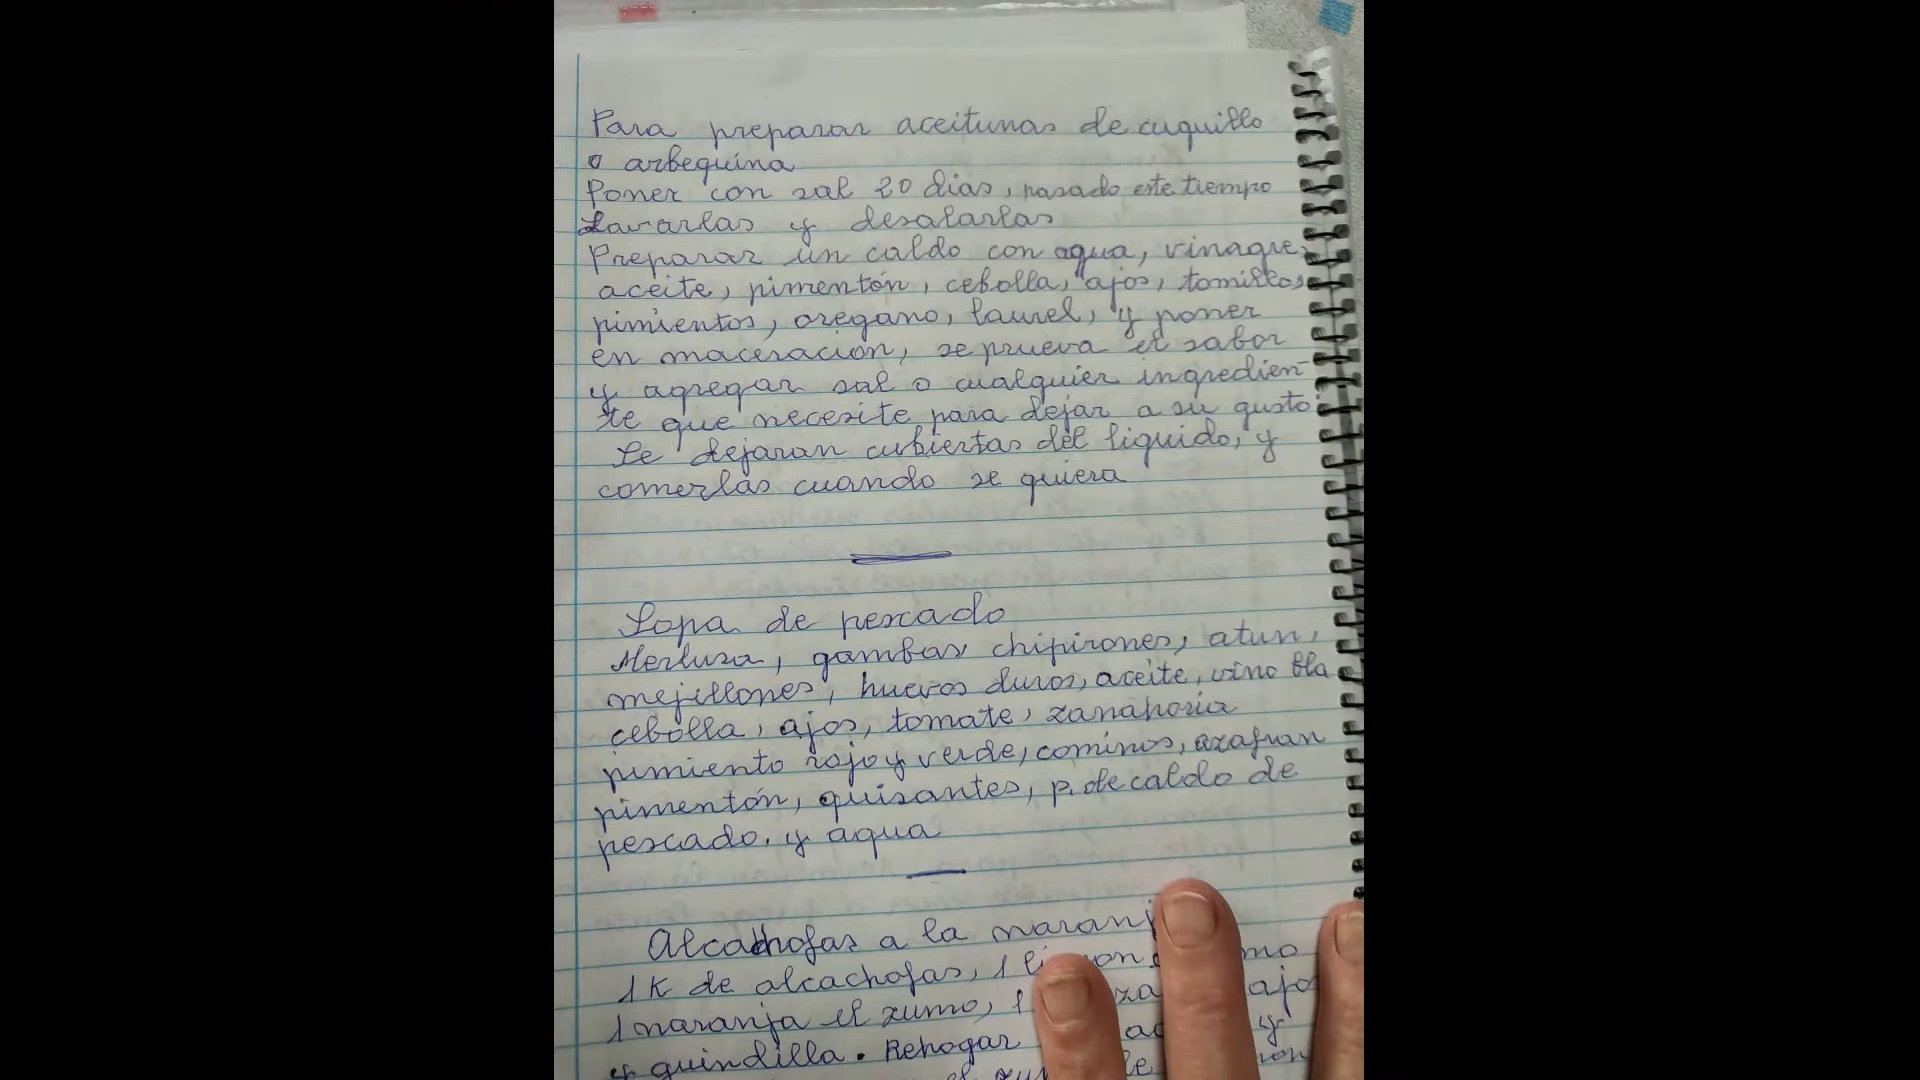 Para preparar aceitunas de cuquillo
o arbequina
Poner con sal 20 dias, pasado este tiempo
Lavarlas y desalarlas
Preparar un caldo con agua, vinagre,
aceite, pimentón, cebolla, ajos, tomillos,
pimientos, oregano, laurel, y poner
en maceración, se prueva el sabor
y agregar sal o cualquier ingredien-
te que necesite para dejar a su gusto.
Se dejaran cubiertas del liquido, y
comerlas cuando se quiera
Sopa de pescado
Merluza, gambas, chipirones, atun,
mejillones, huevos duros, aceite, vino bla
cebolla, ajos, tomate, zanahoria
pimiento rojo y verde, cominos, azafran
pimentón, guisantes, p. de caldo de
pescado. y agua
Alcachofas a la naranj
1K de alcachofas, 1
1 naranja el zumo, 1 ajo
y guindilla. Rehogar y
el